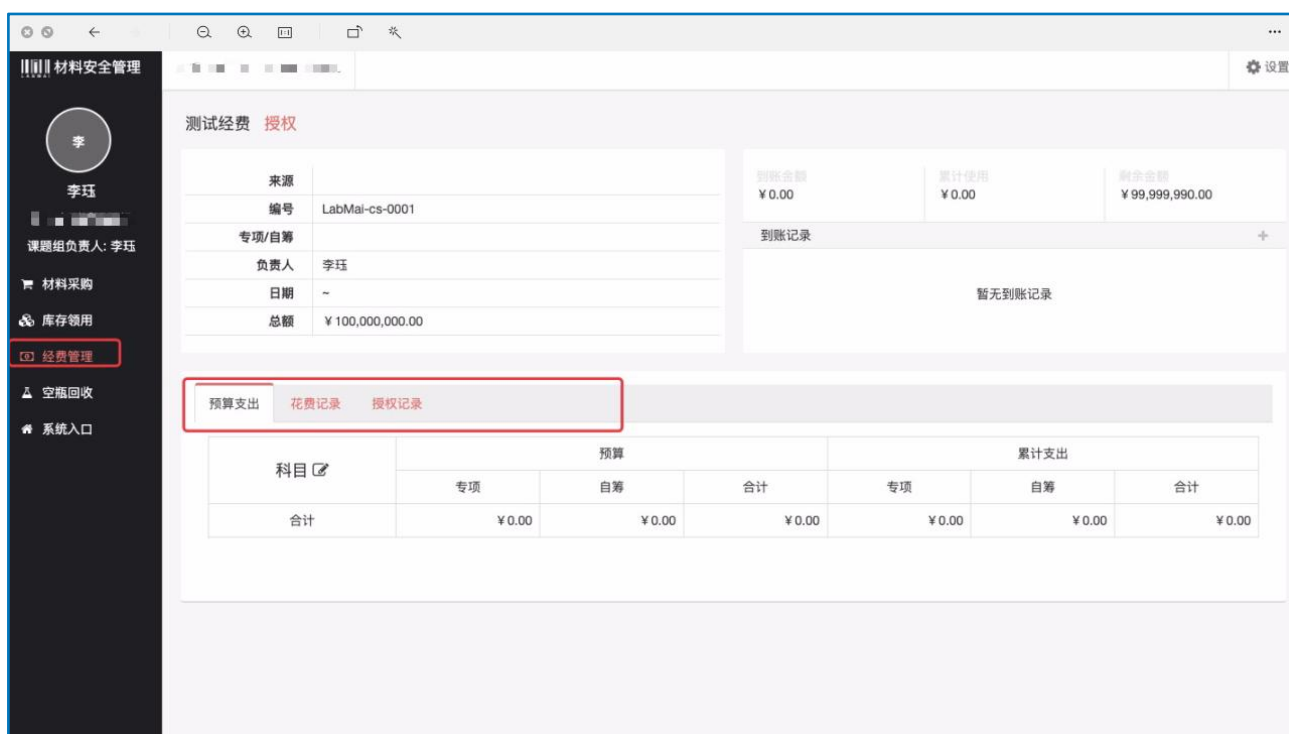 材料安全管理
设置
李
李珏
课题组负责人: 李珏
材料采购
库存领用
经费管理
空瓶回收
系统入口
测试经费 授权
来源
编号 LabMai-cs-0001
专项/自筹
负责人 李珏
日期 ~
总额 ¥100,000,000.00
到账金额 累计使用 剩余金额
¥0.00 ¥0.00 ¥99,999,990.00
到账记录 +
暂无到账记录
预算支出 花费记录 授权记录
科目 预算 累计支出
专项 自筹 合计 专项 自筹 合计
合计 ¥0.00 ¥0.00 ¥0.00 ¥0.00 ¥0.00 ¥0.00